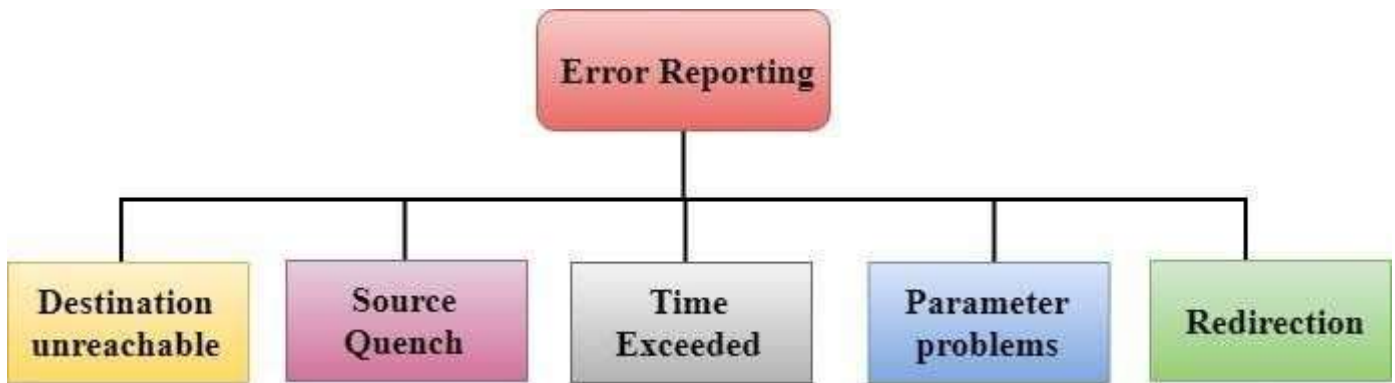 Error Reporting
Destination
unreachable
Source
Quench
Time
Exceeded
Parameter
problems
Redirection